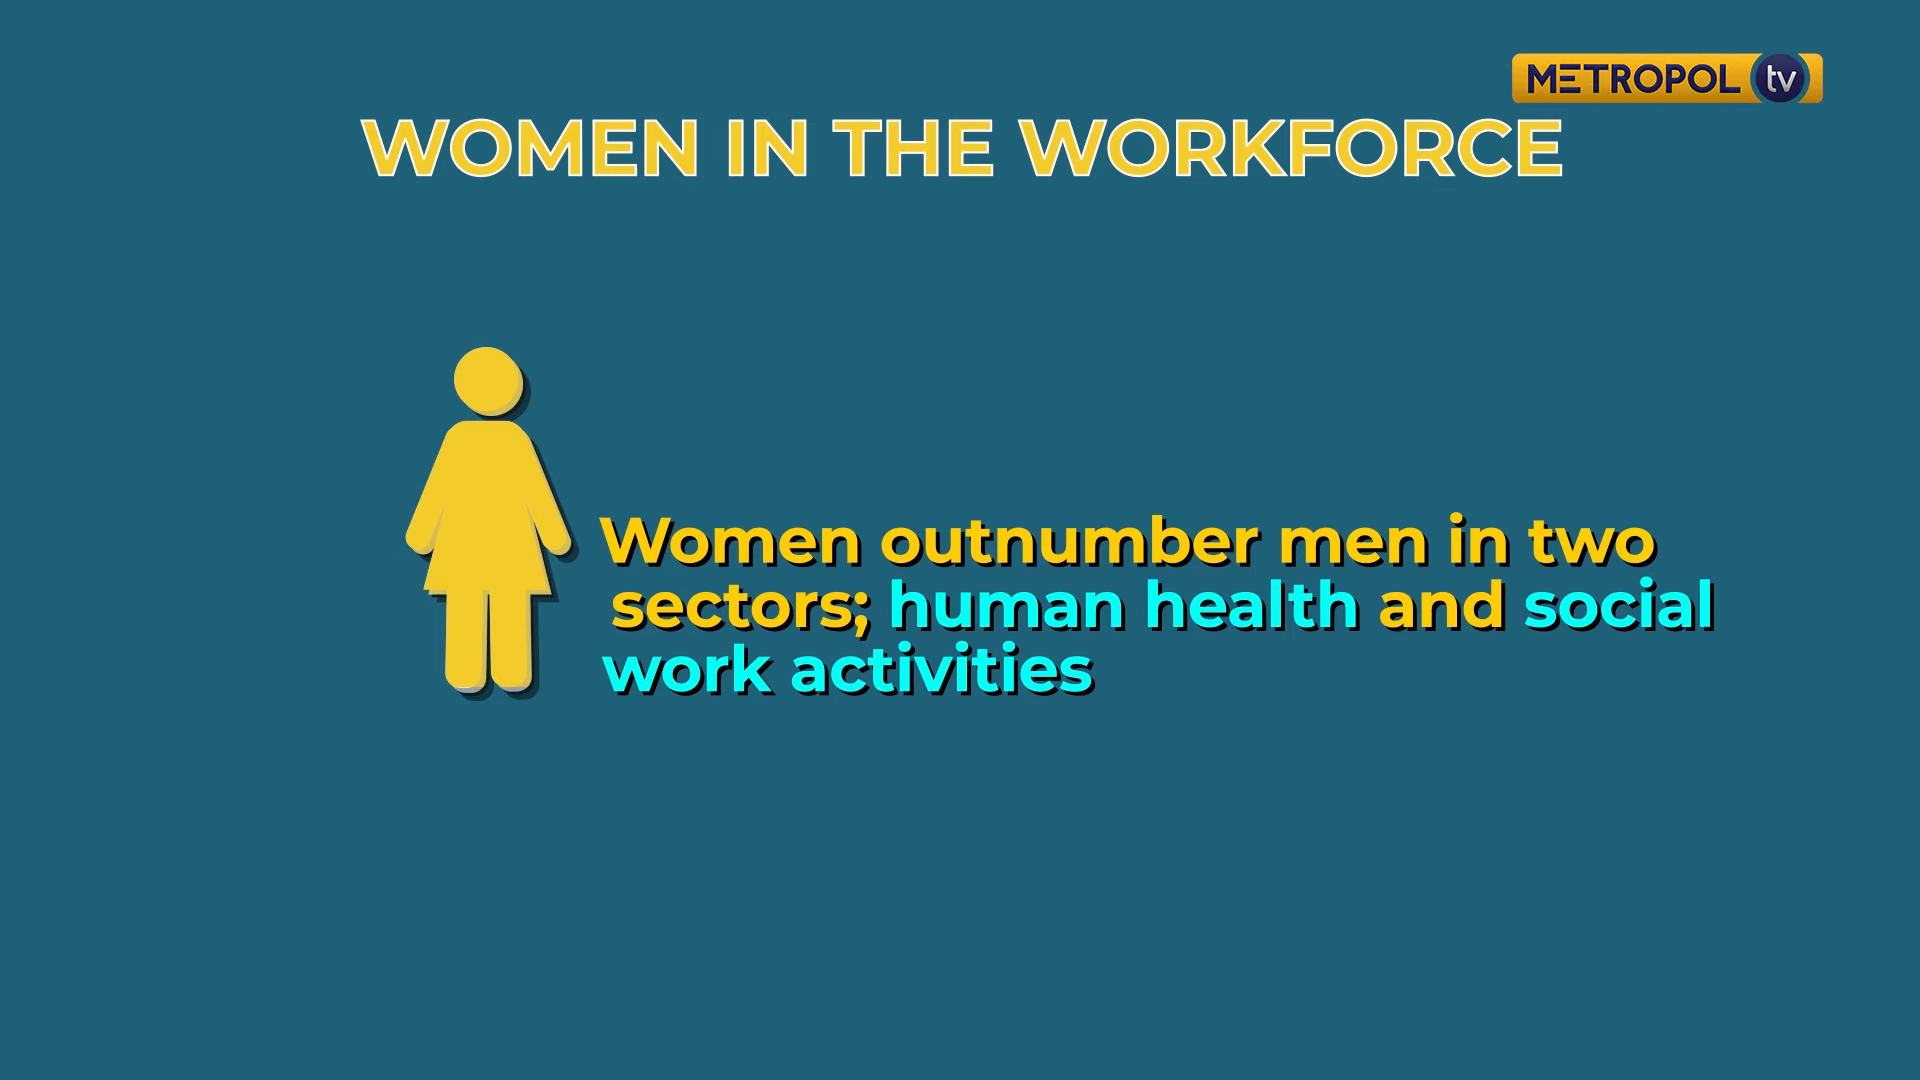 METROPOL tv
WOMEN IN THE WORKFORCE
Women outnumber men in two
sectors; human health and social
work activities